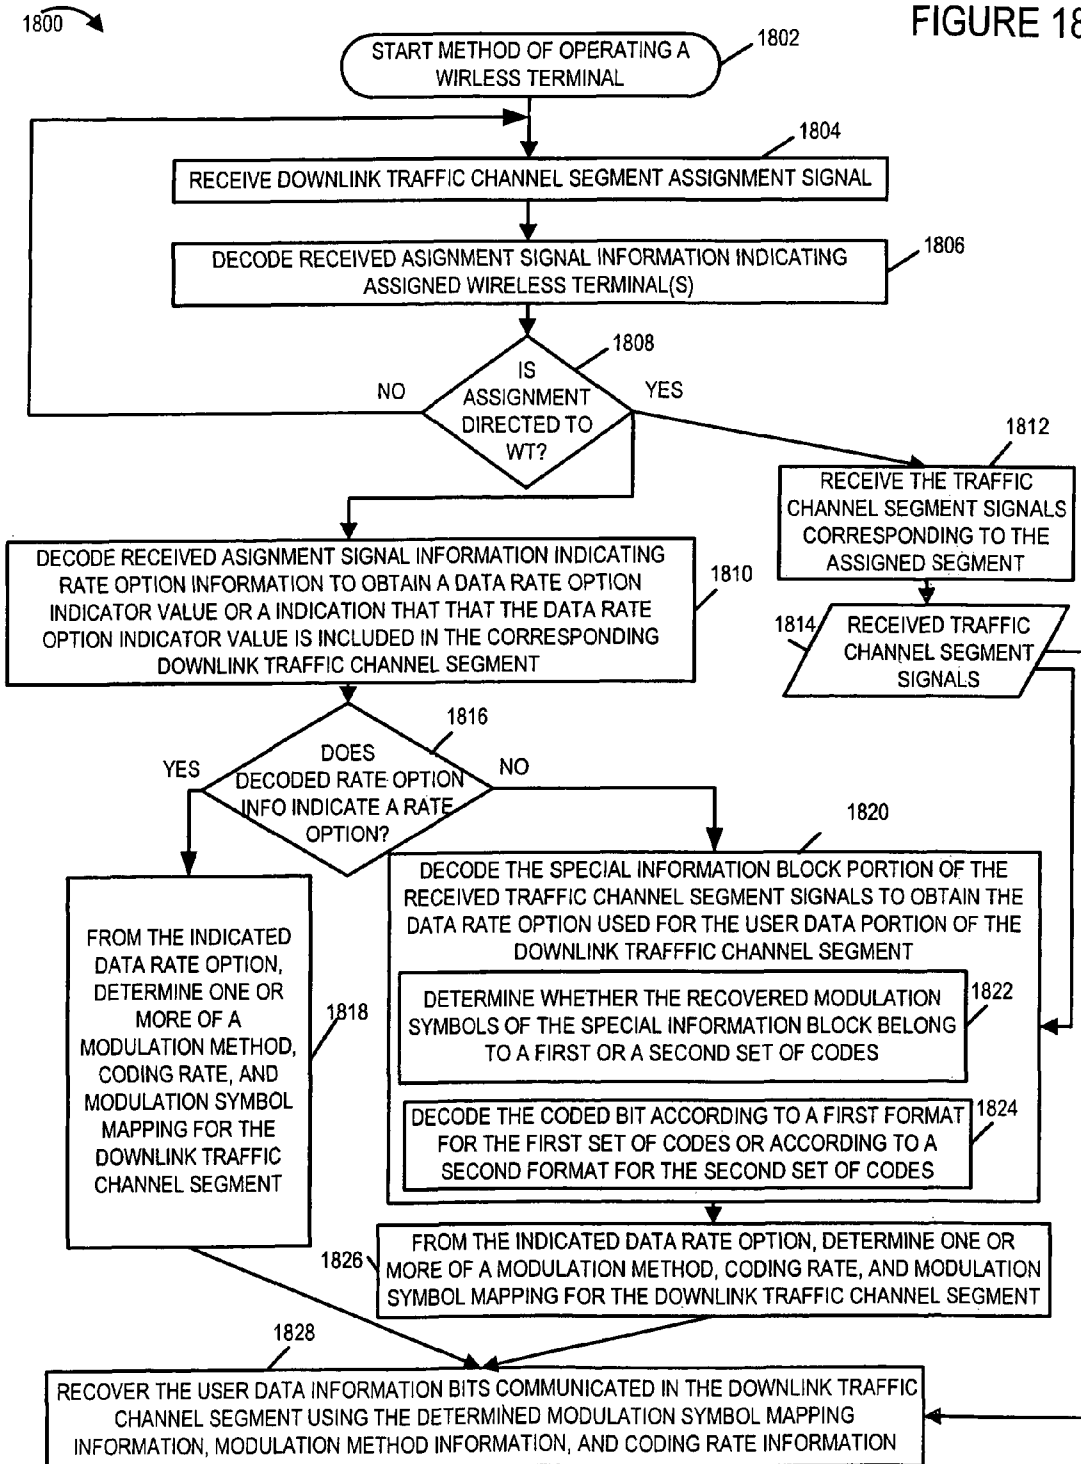 1800
FIGURE 18
START METHOD OF OPERATING A
WIRLESS TERMINAL
1802
1804
RECEIVE DOWNLINK TRAFFIC CHANNEL SEGMENT ASSIGNMENT SIGNAL
DECODE RECEIVED ASIGNMENT SIGNAL INFORMATION INDICATING
ASSIGNED WIRELESS TERMINAL(S)
1806
1808
IS
ASSIGNMENT
DIRECTED TO
WT?
NO
YES
1812
RECEIVE THE TRAFFIC
CHANNEL SEGMENT SIGNALS
CORRESPONDING TO THE
ASSIGNED SEGMENT
DECODE RECEIVED ASIGNMENT SIGNAL INFORMATION INDICATING
RATE OPTION INFORMATION TO OBTAIN A DATA RATE OPTION
INDICATOR VALUE OR A INDICATION THAT THAT THE DATA RATE
OPTION INDICATOR VALUE IS INCLUDED IN THE CORRESPONDING
DOWNLINK TRAFFIC CHANNEL SEGMENT
1810
1814
RECEIVED TRAFFIC
CHANNEL SEGMENT
SIGNALS
1816
DOES
DECODED RATE OPTION
INFO INDICATE A RATE
OPTION?
YES
NO
1820
DECODE THE SPECIAL INFORMATION BLOCK PORTION OF THE
RECEIVED TRAFFIC CHANNEL SEGMENT SIGNALS TO OBTAIN THE
DATA RATE OPTION USED FOR THE USER DATA PORTION OF THE
DOWNLINK TRAFFFIC CHANNEL SEGMENT
DETERMINE WHETHER THE RECOVERED MODULATION
SYMBOLS OF THE SPECIAL INFORMATION BLOCK BELONG
TO A FIRST OR A SECOND SET OF CODES
1822
DECODE THE CODED BIT ACCORDING TO A FIRST FORMAT
FOR THE FIRST SET OF CODES OR ACCORDING TO A
SECOND FORMAT FOR THE SECOND SET OF CODES
1824
FROM THE INDICATED
DATA RATE OPTION,
DETERMINE ONE OR
MORE OF A
MODULATION METHOD,
CODING RATE, AND
MODULATION SYMBOL
MAPPING FOR THE
DOWNLINK TRAFFIC
CHANNEL SEGMENT
1818
1826
FROM THE INDICATED DATA RATE OPTION, DETERMINE ONE OR
MORE OF A MODULATION METHOD, CODING RATE, AND MODULATION
SYMBOL MAPPING FOR THE DOWNLINK TRAFFIC CHANNEL SEGMENT
1828
RECOVER THE USER DATA INFORMATION BITS COMMUNICATED IN THE DOWNLINK TRAFFIC
CHANNEL SEGMENT USING THE DETERMINED MODULATION SYMBOL MAPPING
INFORMATION, MODULATION METHOD INFORMATION, AND CODING RATE INFORMATION